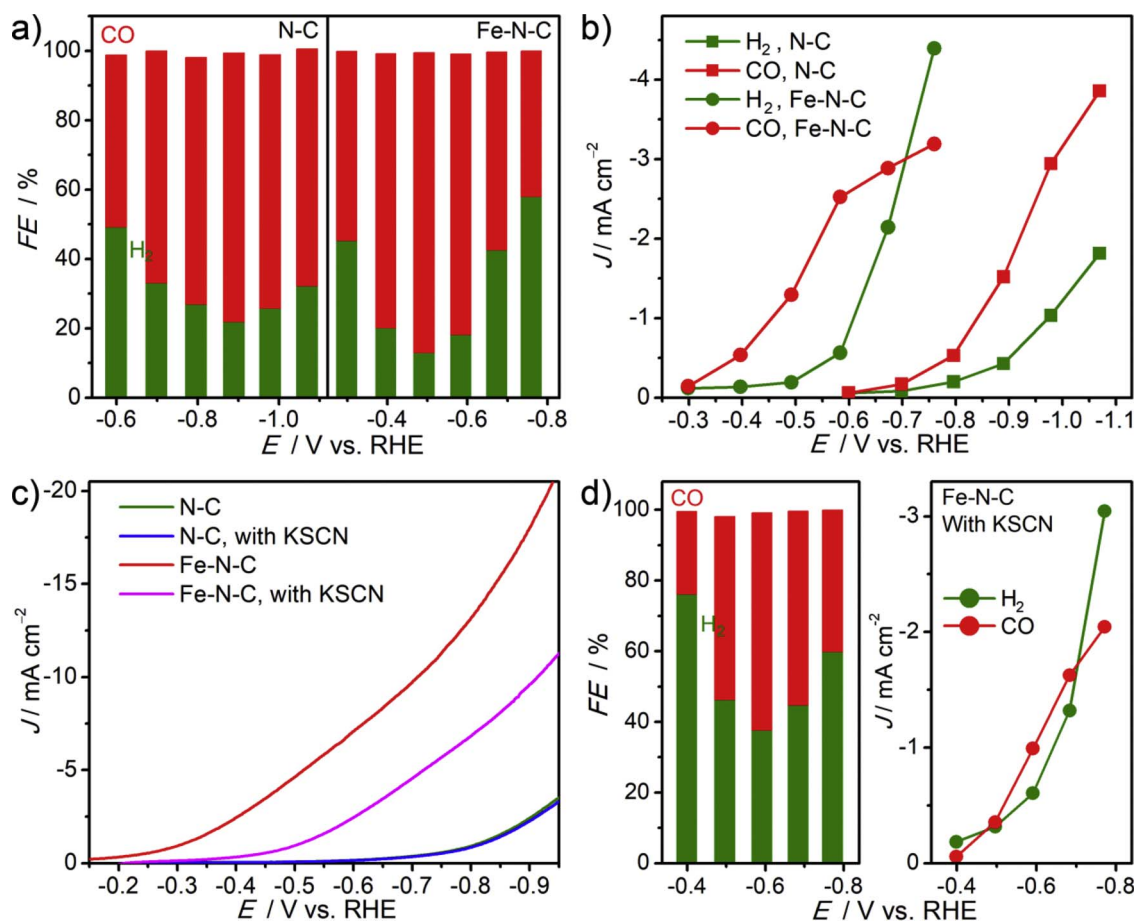 a)
CO
N-C
Fe-N-C
H2
FE / %
100
80
60
40
20
0
-0.6 -0.8 -1.0 -0.4 -0.6 -0.8
E / V vs. RHE
b)
H2 , N-C
CO, N-C
H2 , Fe-N-C
CO, Fe-N-C
J / mA cm−2
-4
-3
-2
-1
0
-0.3 -0.4 -0.5 -0.6 -0.7 -0.8 -0.9 -1.0 -1.1
E / V vs. RHE
c)
N-C
N-C, with KSCN
Fe-N-C
Fe-N-C, with KSCN
J / mA cm−2
-20
-15
-10
-5
0
-0.2 -0.3 -0.4 -0.5 -0.6 -0.7 -0.8 -0.9
E / V vs. RHE
d)
CO
H2
FE / %
100
80
60
40
20
0
-0.4 -0.6 -0.8
Fe-N-C
With KSCN
H2
CO
J / mA cm−2
-3
-2
-1
0
-0.4 -0.6 -0.8
E / V vs. RHE